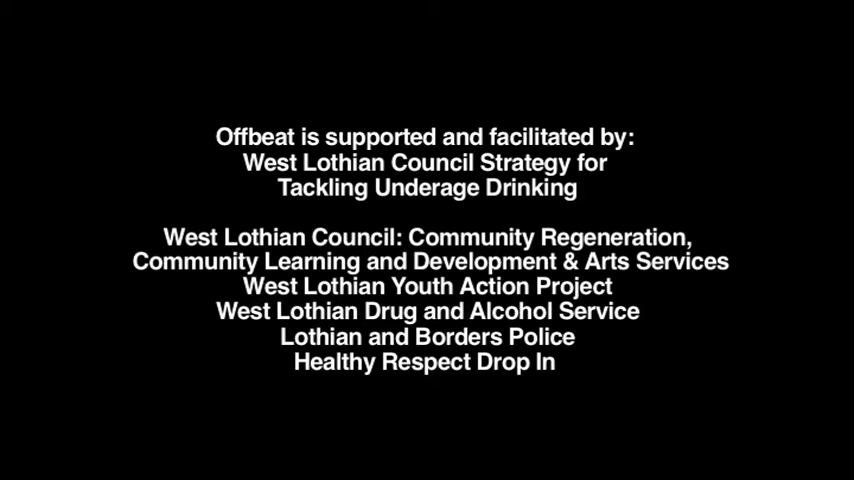 Offbeat is supported and facilitated by:
West Lothian Council Strategy for
Tackling Underage Drinking
West Lothian Council: Community Regeneration,
Community Learning and Development & Arts Services
West Lothian Youth Action Project
West Lothian Drug and Alcohol Service
Lothian and Borders Police
Healthy Respect Drop In